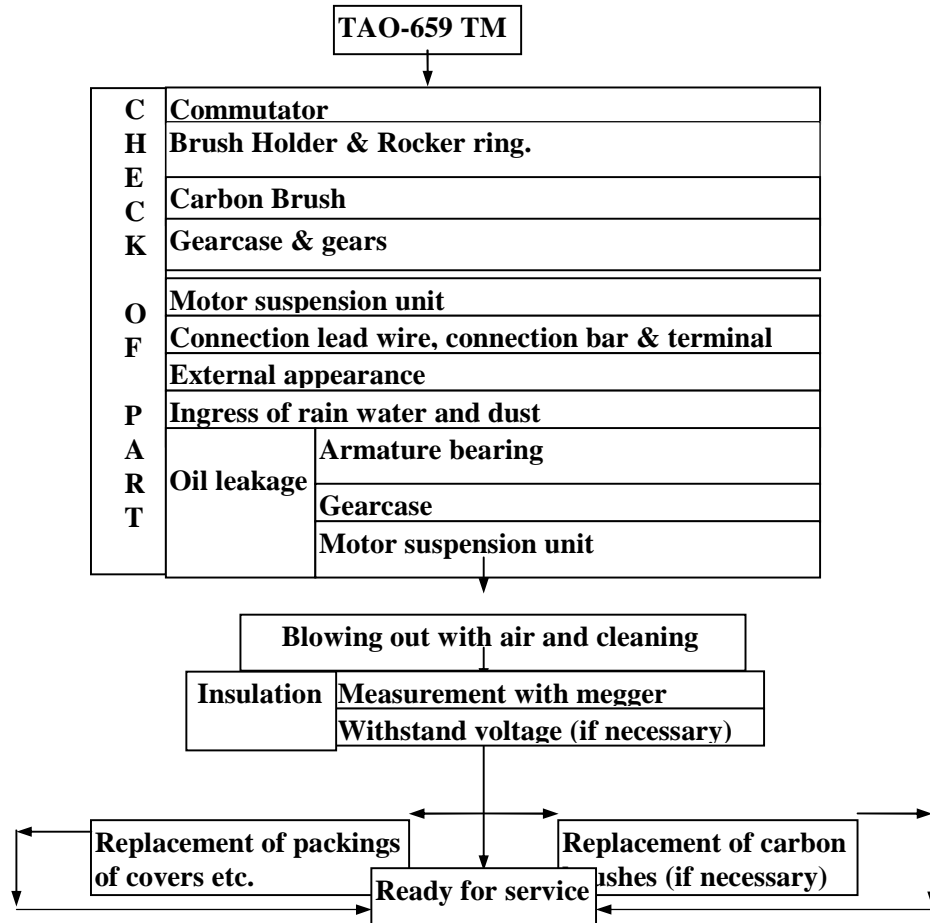 TAO-659 TM
CHECK OF PART
Commutator
Brush Holder & Rocker ring.
Carbon Brush
Gearcase & gears
Motor suspension unit
Connection lead wire, connection bar & terminal
External appearance
Ingress of rain water and dust
Oil leakage
Armature bearing
Gearcase
Motor suspension unit
Blowing out with air and cleaning
Insulation
Measurement with megger
Withstand voltage (if necessary)
Replacement of packings
of covers etc.
Replacement of carbon
ushes (if necessary)
Ready for service